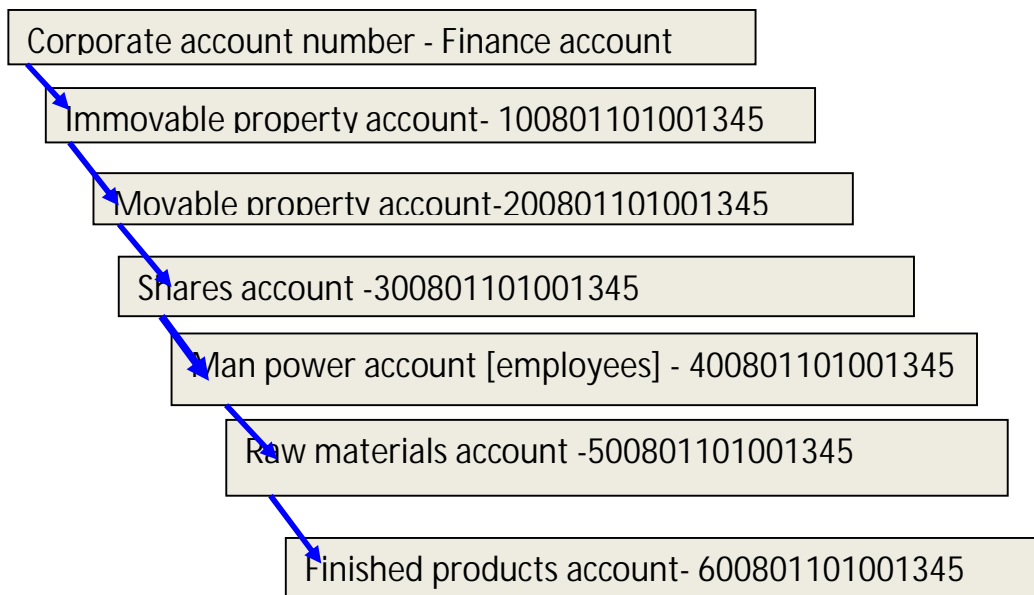 Corporate account number - Finance account
Immovable property account- 100801101001345
Movable property account-200801101001345
Shares account -300801101001345
Man power account [employees] - 400801101001345
Raw materials account -500801101001345
Finished products account- 600801101001345